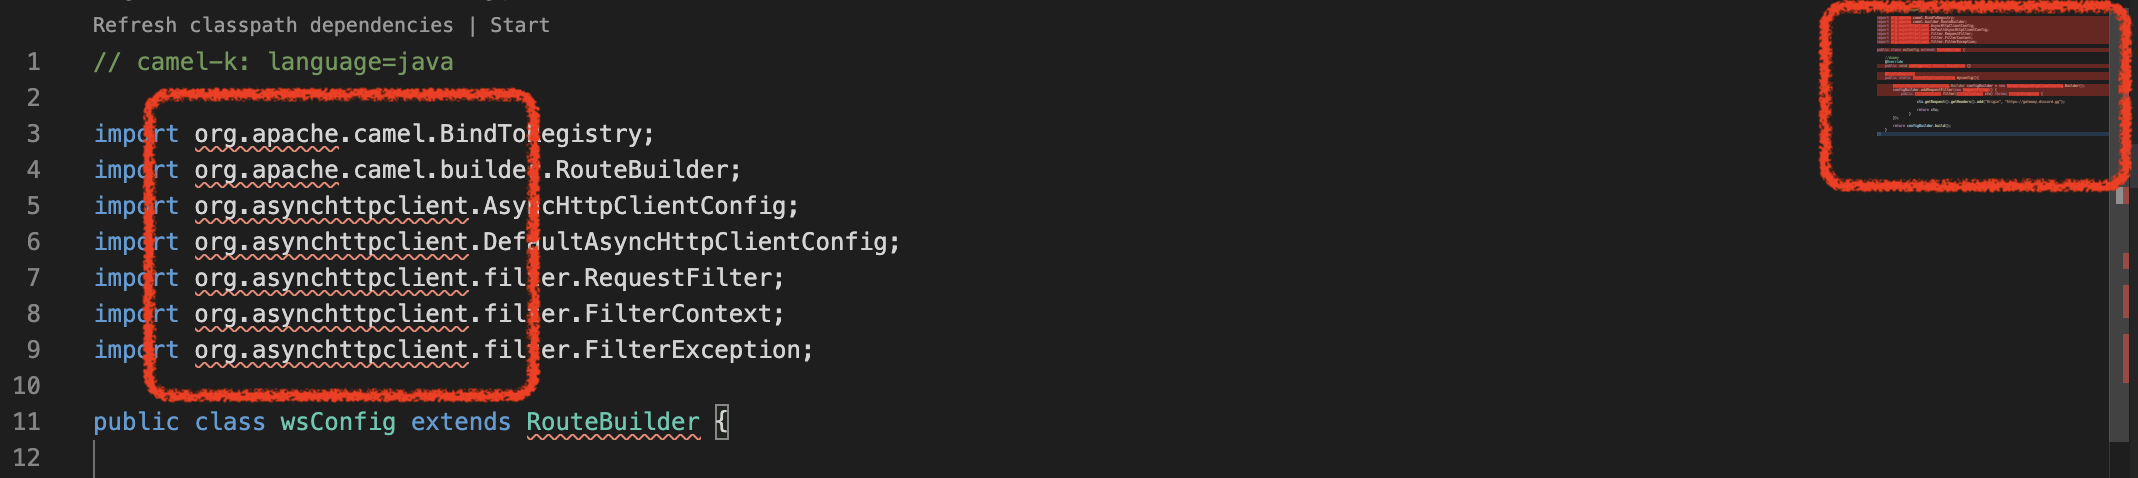 Refresh classpath dependencies | Start
1 // camel-k: language=java
2
3 import org.apache.camel.BindToRegistry;
4 import org.apache.camel.builder.RouteBuilder;
5 import org.asynchttpclient.AsyncHttpClientConfig;
6 import org.asynchttpclient.DefaultAsyncHttpClientConfig;
7 import org.asynchttpclient.filter.RequestFilter;
8 import org.asynchttpclient.filter.FilterContext;
9 import org.asynchttpclient.filter.FilterException;
10
11 public class wsConfig extends RouteBuilder {
12